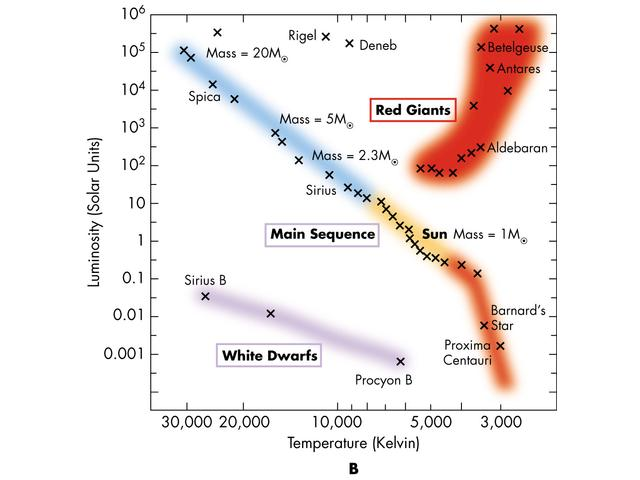 10⁶
10⁵
10⁴
10³
10²
10
1
0.1
0.01
0.001
Luminosity (Solar Units)
Rigel
Deneb
Mass = 20M☉
Spica
Mass = 5M☉
Mass = 2.3M☉
Sirius
Betelgeuse
Antares
Red Giants
Aldebaran
Main Sequence
Sun Mass = 1M☉
Sirius B
White Dwarfs
Procyon B
Barnard's
Star
Proxima
Centauri
30,000 20,000 10,000 5,000 3,000
Temperature (Kelvin)
B